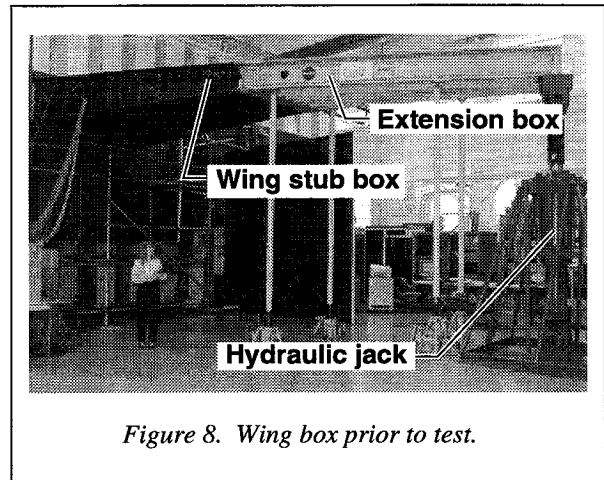 Extension box
Wing stub box
Hydraulic jack
Figure 8. Wing box prior to test.